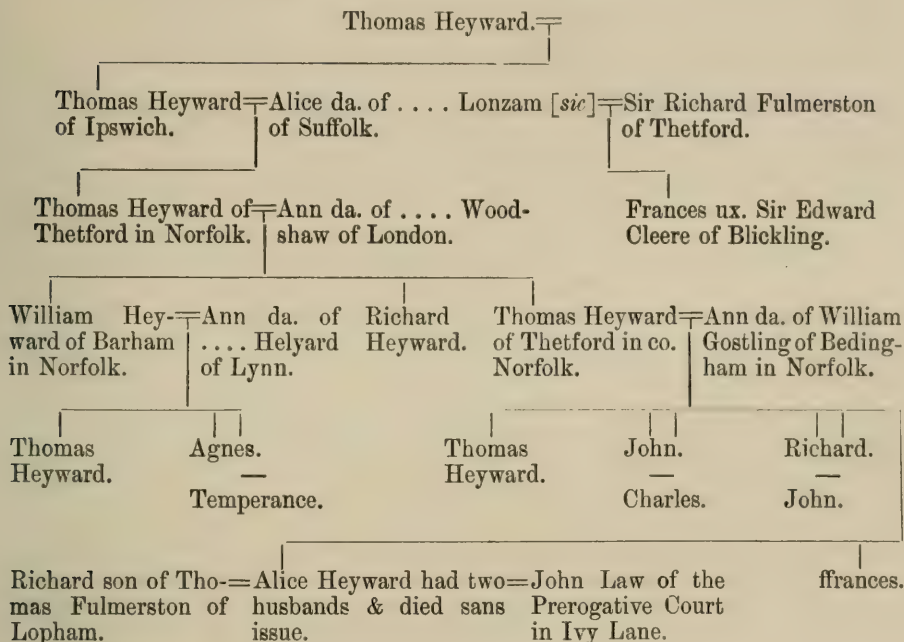 Thomas Heyward.
Thomas Heyward
of Ipswich.
Alice da. of . . . . Lonzam [sic]
of Suffolk.
Sir Richard Fulmerston
of Thetford.
Thomas Heyward of
Thetford in Norfolk.
Ann da. of . . . . Wood-
shaw of London.
Frances ux. Sir Edward
Cleere of Blickling.
William Hey-
ward of Barham
in Norfolk.
Ann da. of
. . . . Helyard
of Lynn.
Richard
Heyward.
Thomas Heyward
of Thetford in co.
Norfolk.
Ann da. of William
Gostling of Beding-
ham in Norfolk.
Thomas
Heyward.
Agnes.
—
Temperance.
Thomas
Heyward.
John.
—
Charles.
Richard.
—
John.
Richard son of Tho-
mas Fulmerston of
Lopham.
Alice Heyward had two
husbands & died sans
issue.
John Law of the
Prerogative Court
in Ivy Lane.
ffrances.